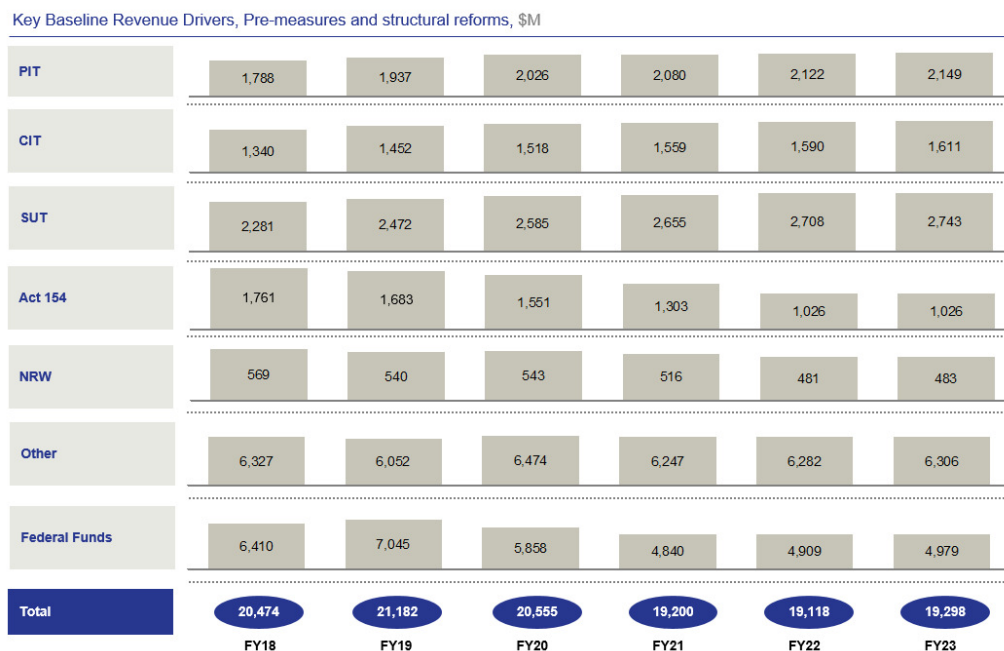 Key Baseline Revenue Drivers, Pre-measures and structural reforms, $M
PIT 1,788 1,937 2,026 2,080 2,122 2,149
CIT 1,340 1,452 1,518 1,559 1,590 1,611
SUT 2,281 2,472 2,585 2,655 2,708 2,743
Act 154 1,761 1,683 1,551 1,303 1,026 1,026
NRW 569 540 543 516 481 483
Other 6,327 6,052 6,474 6,247 6,282 6,306
Federal Funds 6,410 7,045 5,858 4,840 4,909 4,979
Total 20,474 21,182 20,555 19,200 19,118 19,298
FY18 FY19 FY20 FY21 FY22 FY23